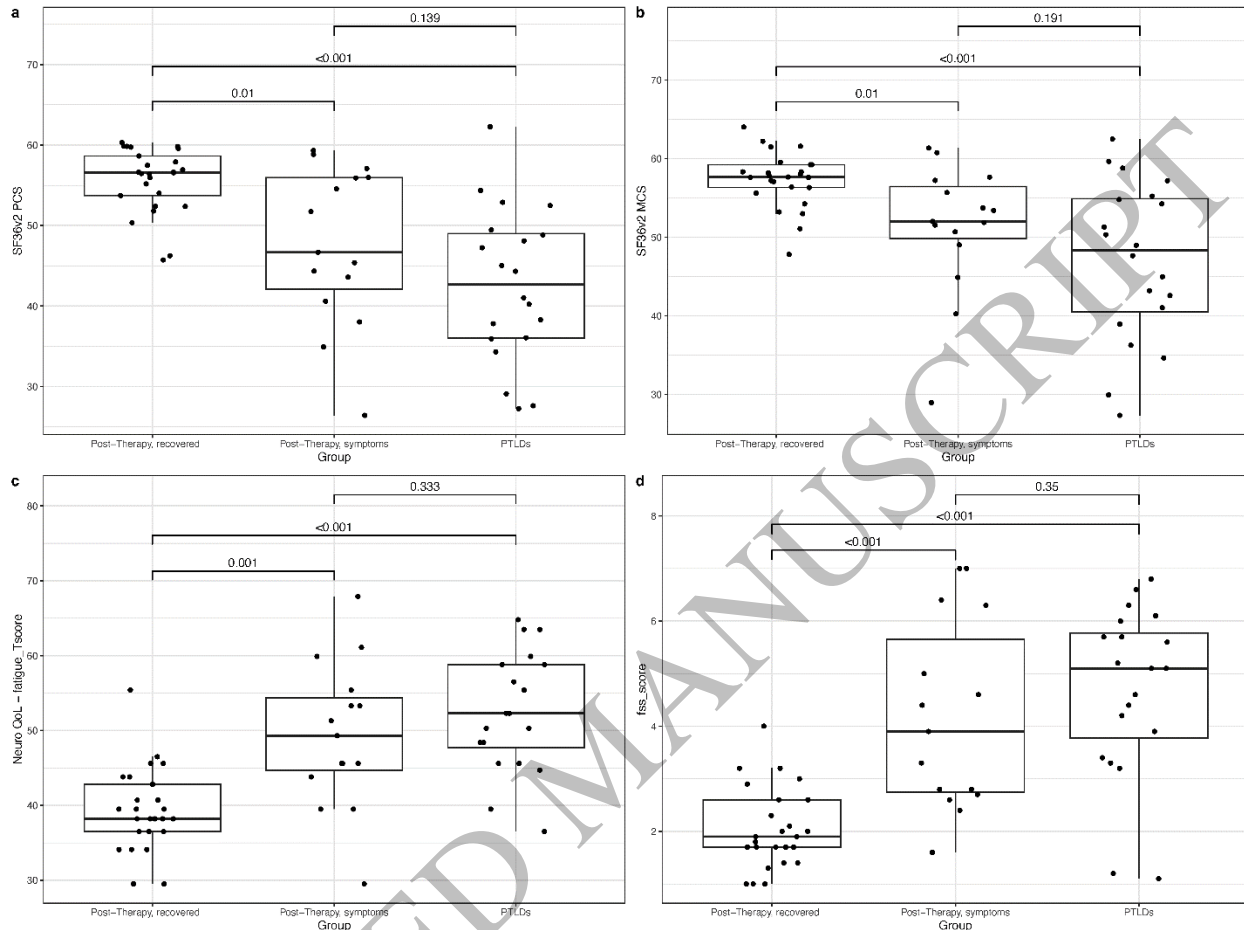 a
0.139
<0.001
0.01
70
60
50
40
30
SF36v2 PCS
Post-Therapy, recovered
Post-Therapy, symptoms
PTLDs
Group
b
0.191
<0.001
0.01
70
60
50
40
30
SF36v2 MCS
Post-Therapy, recovered
Post-Therapy, symptoms
PTLDs
Group
c
0.333
<0.001
0.001
80
70
60
50
40
30
Neuro QoL - fatigue_Tscore
Post-Therapy, recovered
Post-Therapy, symptoms
PTLDs
Group
d
0.35
<0.001
<0.001
8
6
4
2
fss_score
Post-Therapy, recovered
Post-Therapy, symptoms
PTLDs
Group
ED MANUSCRIPT